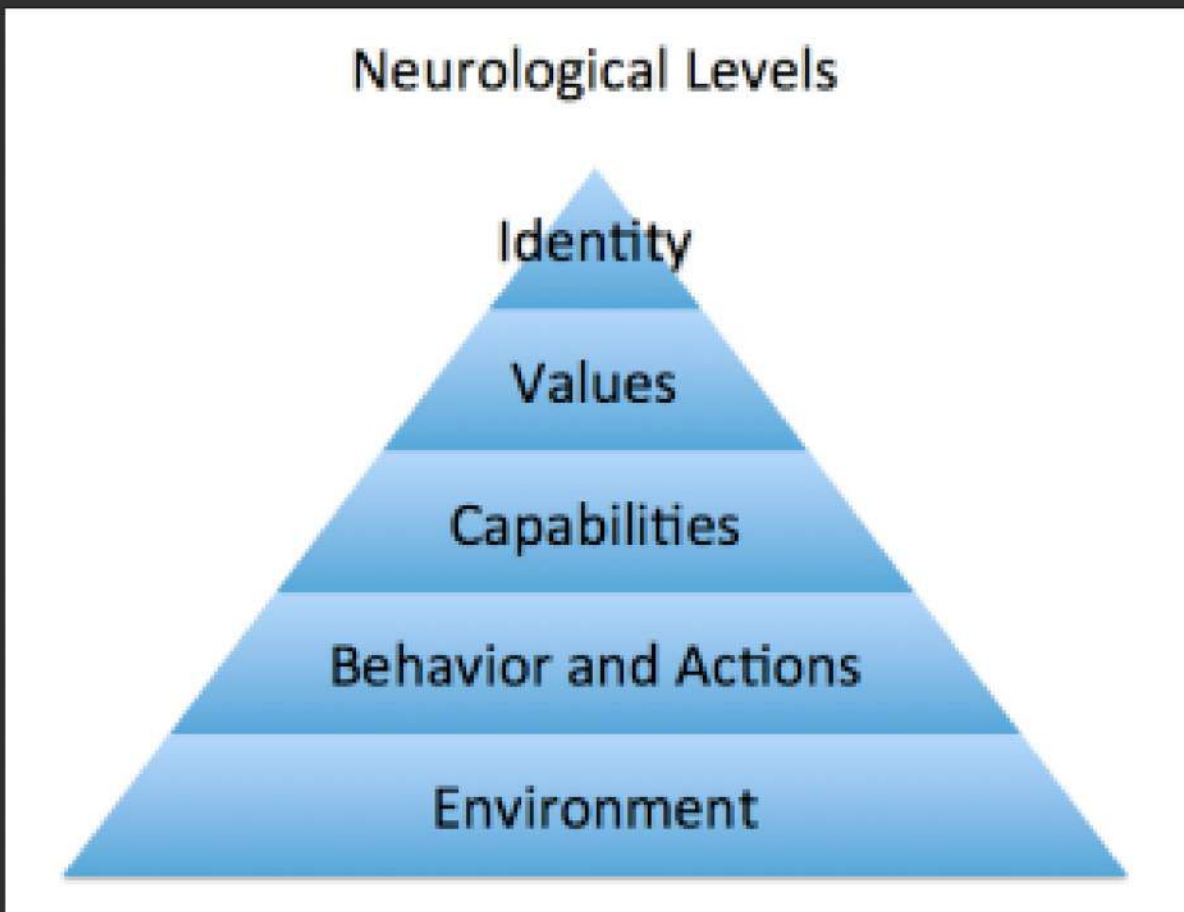 Neurological Levels
Identity
Values
Capabilities
Behavior and Actions
Environment